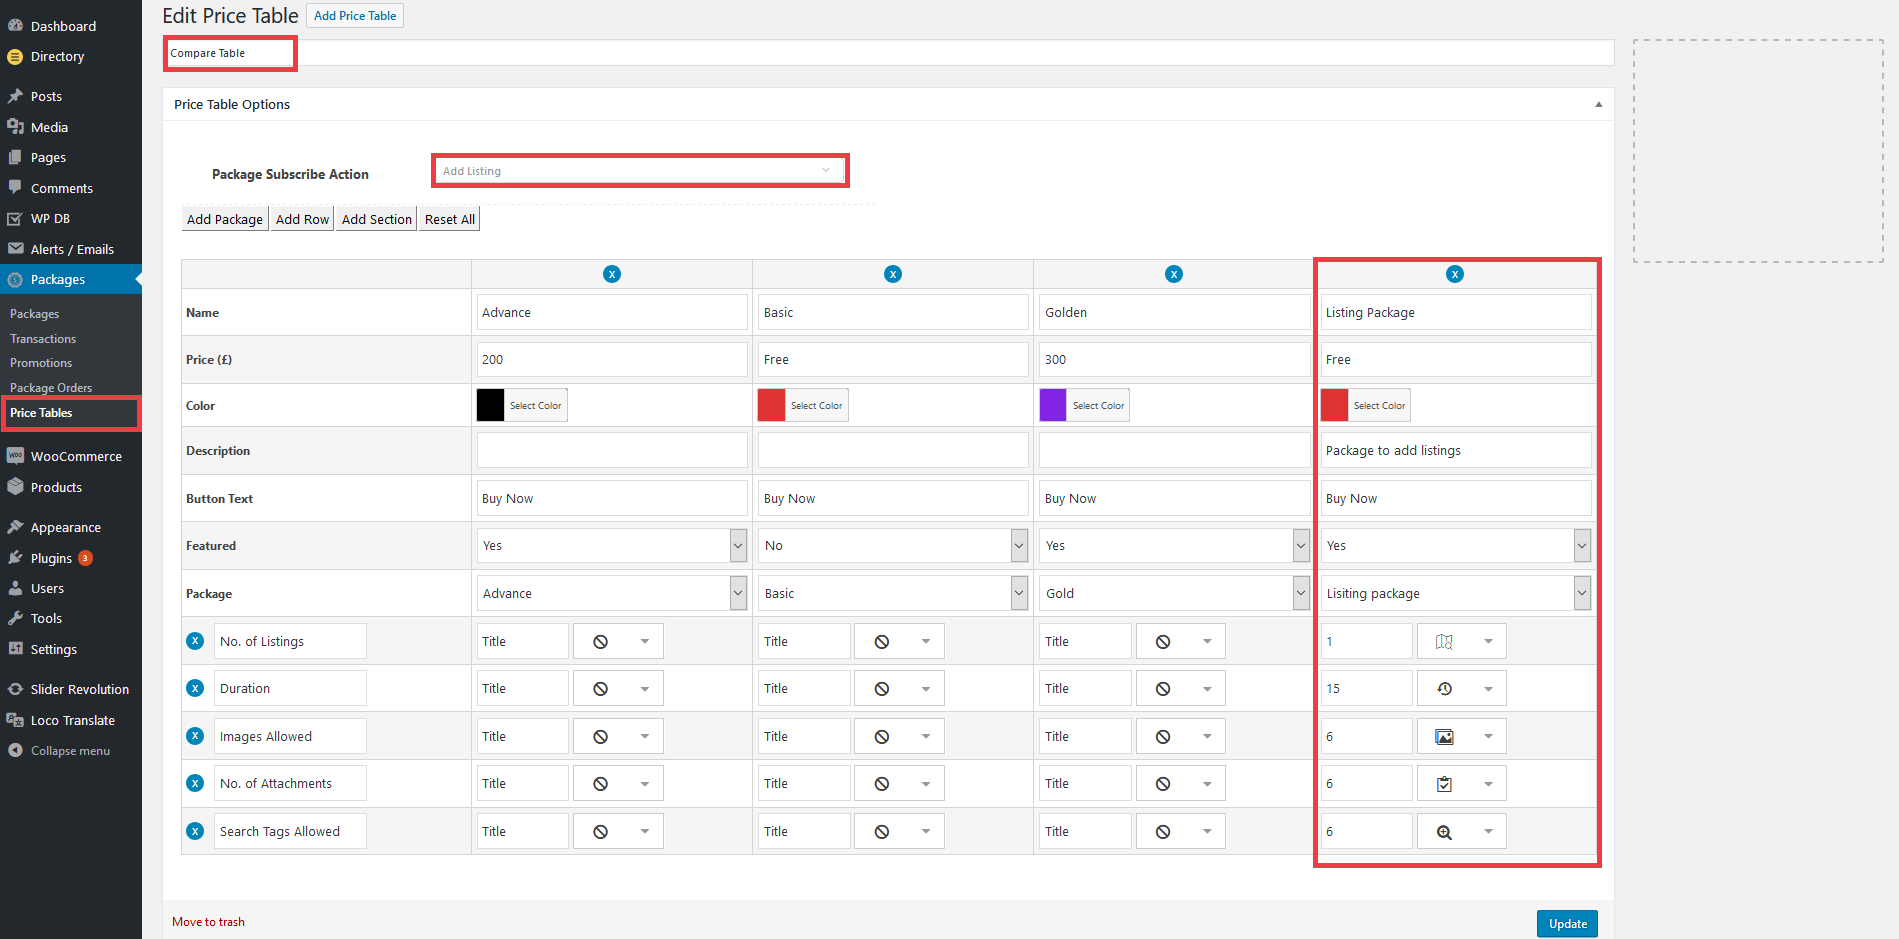 Dashboard
Directory
Posts
Media
Pages
Comments
WP DB
Alerts / Emails
Packages
Packages
Transactions
Promotions
Package Orders
Price Tables
WooCommerce
Products
Appearance
Plugins 3
Users
Tools
Settings
Slider Revolution
Loco Translate
Collapse menu
Edit Price Table Add Price Table
Compare Table
Price Table Options
Package Subscribe Action Add Listing
Add Package Add Row Add Section Reset All
X X X X
Name Advance Basic Golden Listing Package
Price (£) 200 Free 300 Free
Color Select Color Select Color Select Color Select Color
Description Package to add listings
Button Text Buy Now Buy Now Buy Now Buy Now
Featured Yes No Yes Yes
Package Advance Basic Gold Lisiting package
X No. of Listings Title Title Title 1
X Duration Title Title Title 15
X Images Allowed Title Title Title 6
X No. of Attachments Title Title Title 6
X Search Tags Allowed Title Title Title 6
Move to trash Update